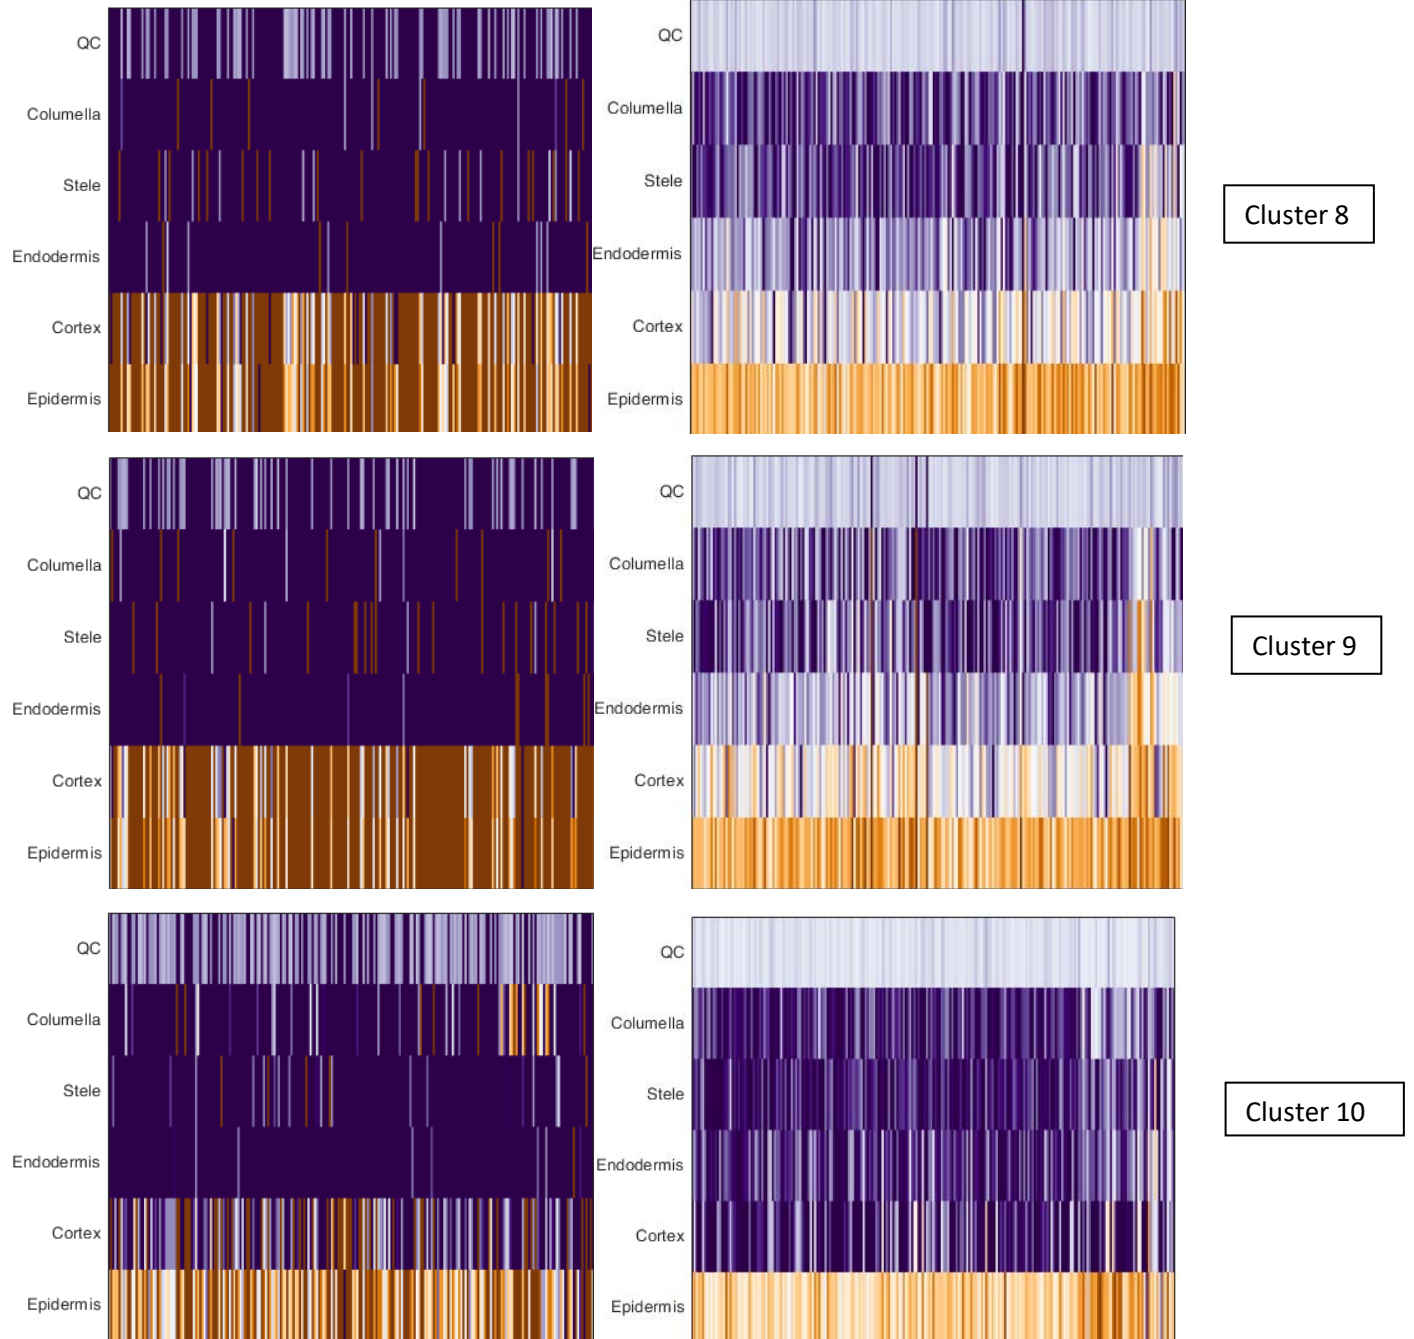 QC
Columella
Stele
Endodermis
Cortex
Epidermis
QC
Columella
Stele
Endodermis
Cortex
Epidermis
Cluster 8
QC
Columella
Stele
Endodermis
Cortex
Epidermis
QC
Columella
Stele
Endodermis
Cortex
Epidermis
Cluster 9
QC
Columella
Stele
Endodermis
Cortex
Epidermis
QC
Columella
Stele
Endodermis
Cortex
Epidermis
Cluster 10